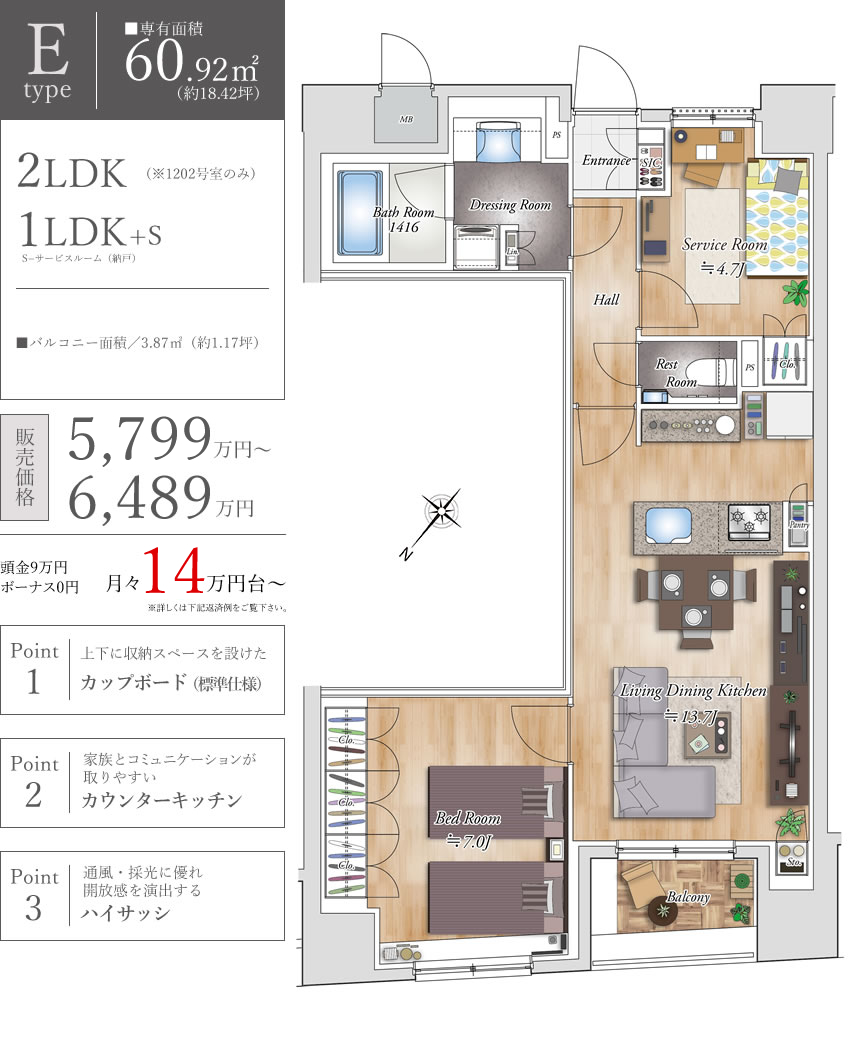 E
type
■専有面積
60.92㎡
（約18.42坪）
2LDK （※1202号室のみ）
1LDK+S
S=サービスルーム（納戸）
■バルコニー面積／3.87㎡（約1.17坪）
販売価格
5,799万円～
6,489万円
頭金9万円
ボーナス0円
月々14万円台～
※詳しくは下記返済例をご覧下さい。
Point
1
上下に収納スペースを設けた
カップボード（標準仕様）
Point
2
家族とコミュニケーションが
取りやすい
カウンターキッチン
Point
3
通風・採光に優れ
開放感を演出する
ハイサッシ
MB
PS
Entrance
SIC
Bath Room
1416
Dressing Room
Lin.
Service Room
≒4.7J
Hall
Rest
Room
PS
Clo.
N
Pantry
Living Dining Kitchen
≒13.7J
Clo.
Clo.
Clo.
Bed Room
≒7.0J
Sto.
Balcony